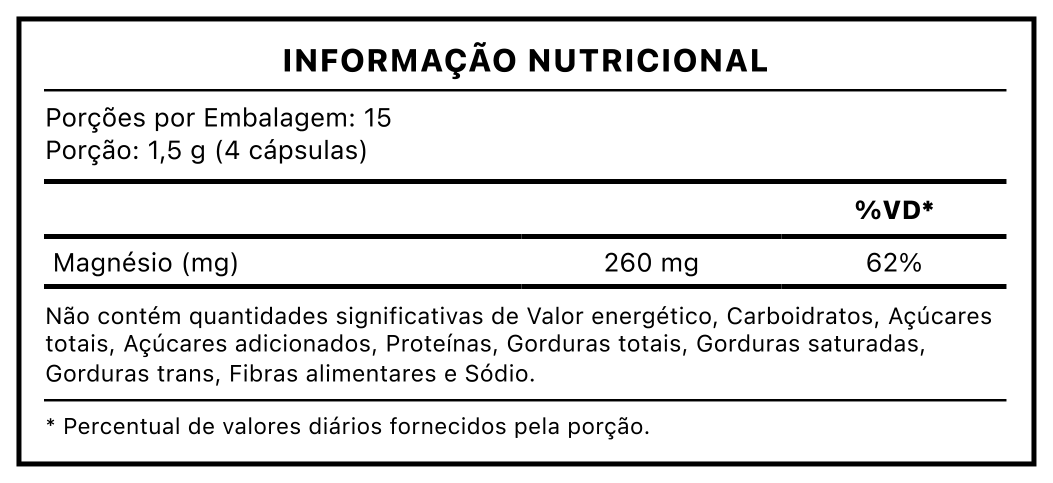 INFORMAÇÃO NUTRICIONAL
Porções por Embalagem: 15
Porção: 1,5 g (4 cápsulas)
%VD*
Magnésio (mg) 260 mg 62%
Não contém quantidades significativas de Valor energético, Carboidratos, Açúcares
totais, Açúcares adicionados, Proteínas, Gorduras totais, Gorduras saturadas,
Gorduras trans, Fibras alimentares e Sódio.
* Percentual de valores diários fornecidos pela porção.